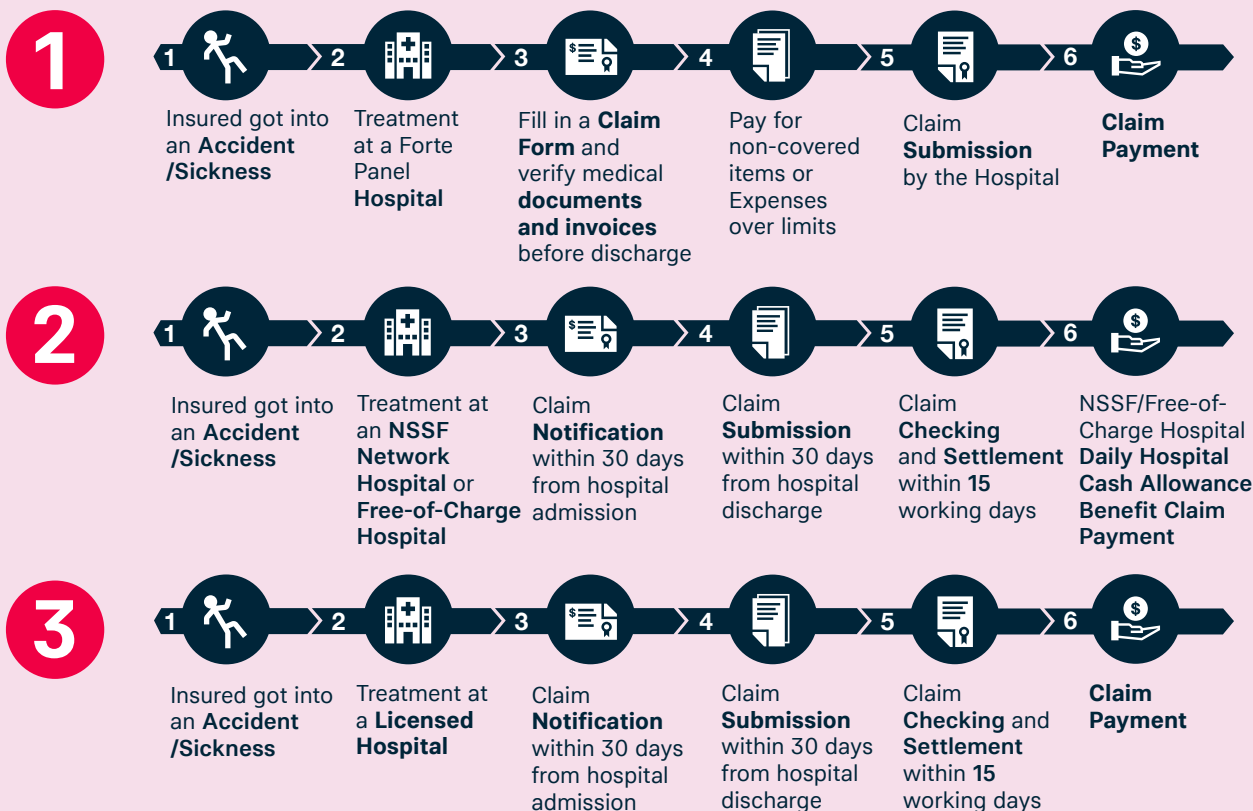 1
1
Insured got into
an Accident
/Sickness
2
Treatment
at a Forte
Panel
Hospital
3
Fill in a Claim
Form and
verify medical
documents
and invoices
before discharge
4
Pay for
non-covered
items or
Expenses
over limits
5
Claim
Submission
by the Hospital
6
Claim
Payment
2
1
Insured got into
an Accident
/Sickness
2
Treatment at
an NSSF
Network
Hospital or
Free-of-Charge
Hospital
3
Claim
Notification
within 30 days
from hospital
admission
4
Claim
Submission
within 30 days
from hospital
discharge
5
Claim
Checking
and Settlement
within 15
working days
6
NSSF/Free-of-
Charge Hospital
Daily Hospital
Cash Allowance
Benefit Claim
Payment
3
1
Insured got into
an Accident
/Sickness
2
Treatment at
a Licensed
Hospital
3
Claim
Notification
within 30 days
from hospital
admission
4
Claim
Submission
within 30 days
from hospital
discharge
5
Claim
Checking and
Settlement
within 15
working days
6
Claim
Payment